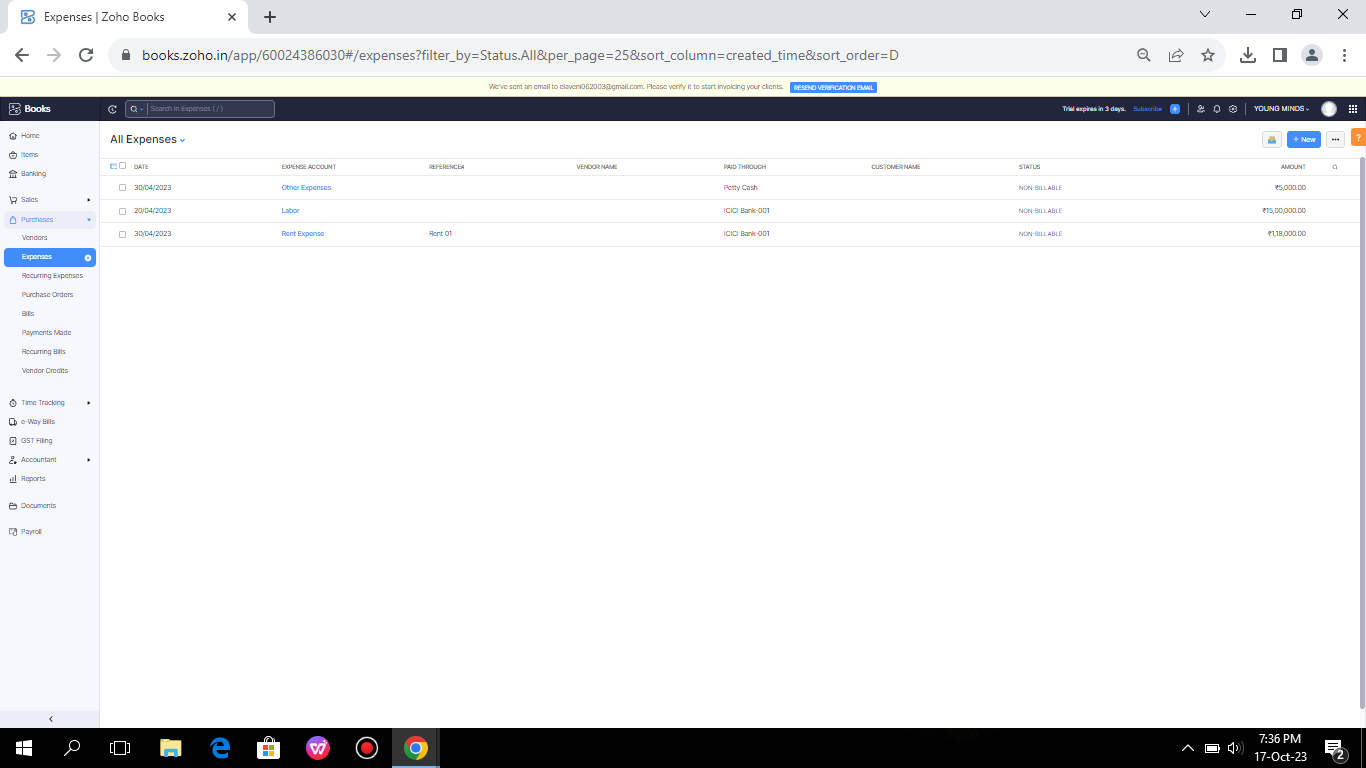 Expenses | Zoho Books
books.zoho.in/app/60024386030#/expenses?filter_by=Status.All&per_page=25&sort_column=created_time&sort_order=D
We've sent an email to elaveni062003@gmail.com. Please verify it to start invoicing your clients. RESEND VERIFICATION EMAIL
Books
Search in Expenses ( / )
Trial expires in 3 days. Subscribe
YOUNG MINDS
Home
Items
Banking
Sales
Purchases
Vendors
Expenses
Recurring Expenses
Purchase Orders
Bills
Payments Made
Recurring Bills
Vendor Credits
Time Tracking
e-Way Bills
GST Filing
Accountant
Reports
Documents
Payroll
All Expenses
+ New
?
DATE EXPENSE ACCOUNT REFERENCE# VENDOR NAME PAID THROUGH CUSTOMER NAME STATUS AMOUNT
30/04/2023 Other Expenses Petty Cash NON-BILLABLE ₹5,000.00
20/04/2023 Labor ICICI Bank-001 NON-BILLABLE ₹15,00,000.00
30/04/2023 Rent Expense Rent 01 ICICI Bank-001 NON-BILLABLE ₹1,18,000.00
7:36 PM
17-Oct-23
2